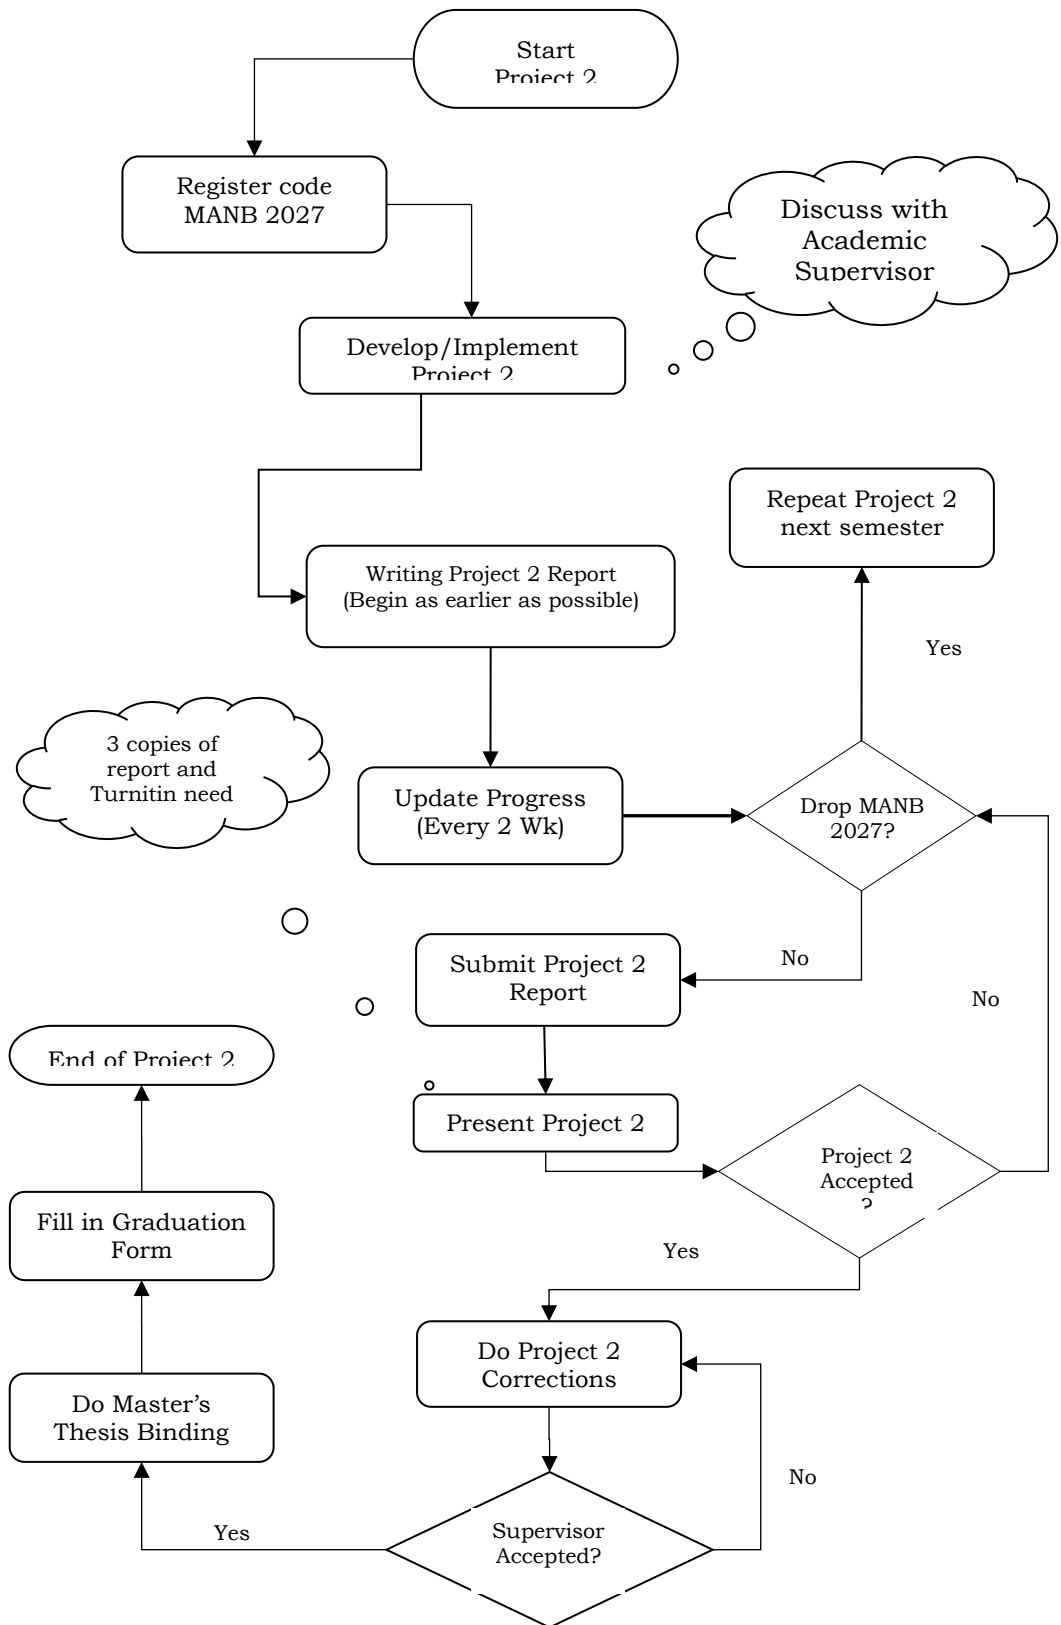 Start
Project 2
Register code
MANB 2027
Discuss with
Academic
Supervisor
Develop/Implement
Project 2
Repeat Project 2
next semester
Writing Project 2 Report
(Begin as earlier as possible)
Yes
3 copies of
report and
Turnitin need
Update Progress
(Every 2 Wk)
Drop MANB
2027?
Submit Project 2
Report
No
No
End of Project 2
Present Project 2
Project 2
Accepted
?
Fill in Graduation
Form
Yes
Do Project 2
Corrections
Do Master’s
Thesis Binding
No
Yes
Supervisor
Accepted?